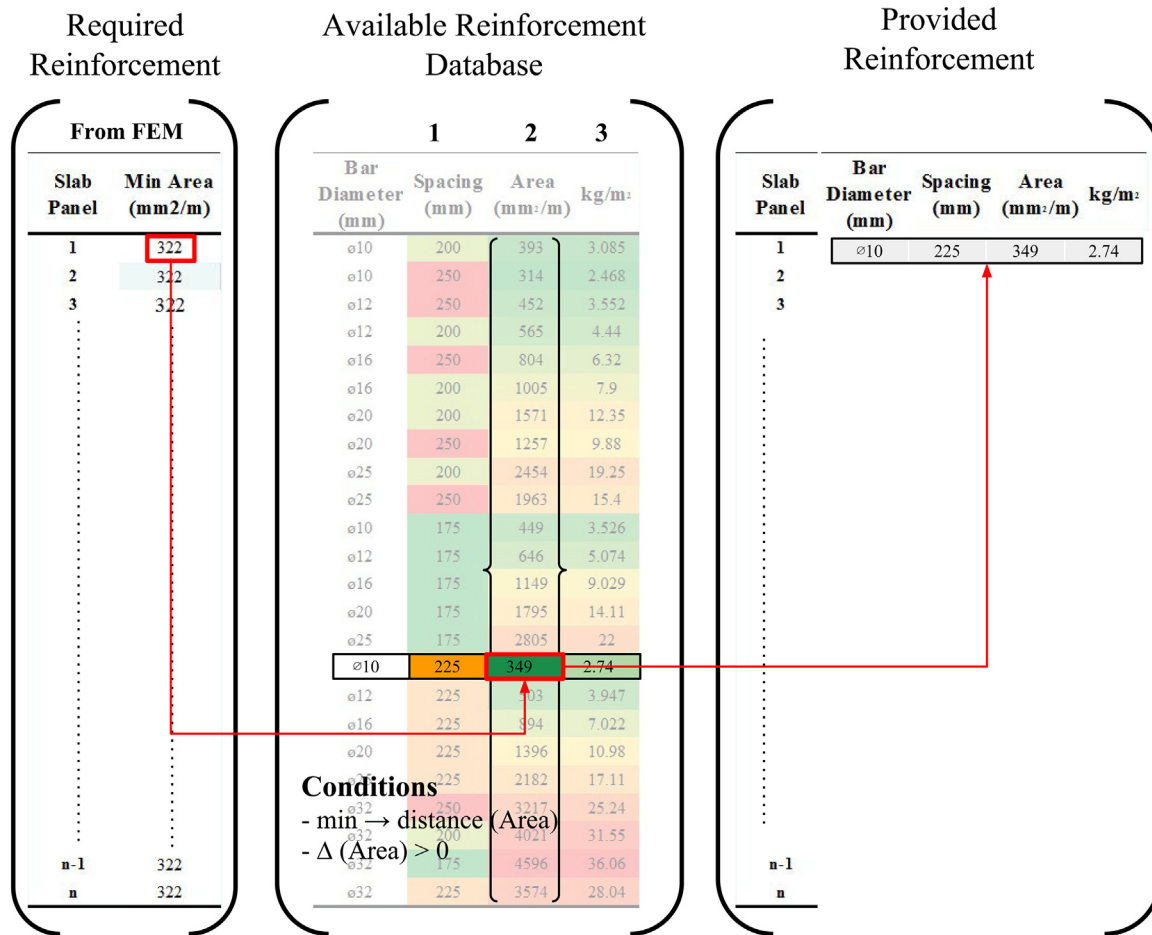 Required
Reinforcement
Available Reinforcement
Database
Provided
Reinforcement
From FEM
Slab
Panel
Min Area
(mm2/m)
1 322
2 322
3 322
n-1 322
n 322
1 2 3
Bar
Diameter
(mm)
Spacing
(mm)
Area
(mm²/m)
kg/m²
ø10 200 393 3.085
ø10 250 314 2.468
ø12 250 452 3.552
ø12 200 565 4.44
ø16 250 804 6.32
ø16 200 1005 7.9
ø20 200 1571 12.35
ø20 250 1257 9.88
ø25 200 2454 19.25
ø25 250 1963 15.4
ø10 175 449 3.526
ø12 175 646 5.074
ø16 175 1149 9.029
ø20 175 1795 14.11
ø25 175 2805 22
∅10 225 349 2.74
ø12 225 503 3.947
ø16 225 894 7.022
ø20 225 1396 10.98
ø25 225 2182 17.11
ø32 250 3217 25.24
ø32 200 4021 31.55
ø32 175 4596 36.06
ø32 225 3574 28.04
Conditions
- min → distance (Area)
- Δ (Area) > 0
Slab
Panel
Bar
Diameter
(mm)
Spacing
(mm)
Area
(mm²/m)
kg/m²
1 ∅10 225 349 2.74
2
3
n-1
n